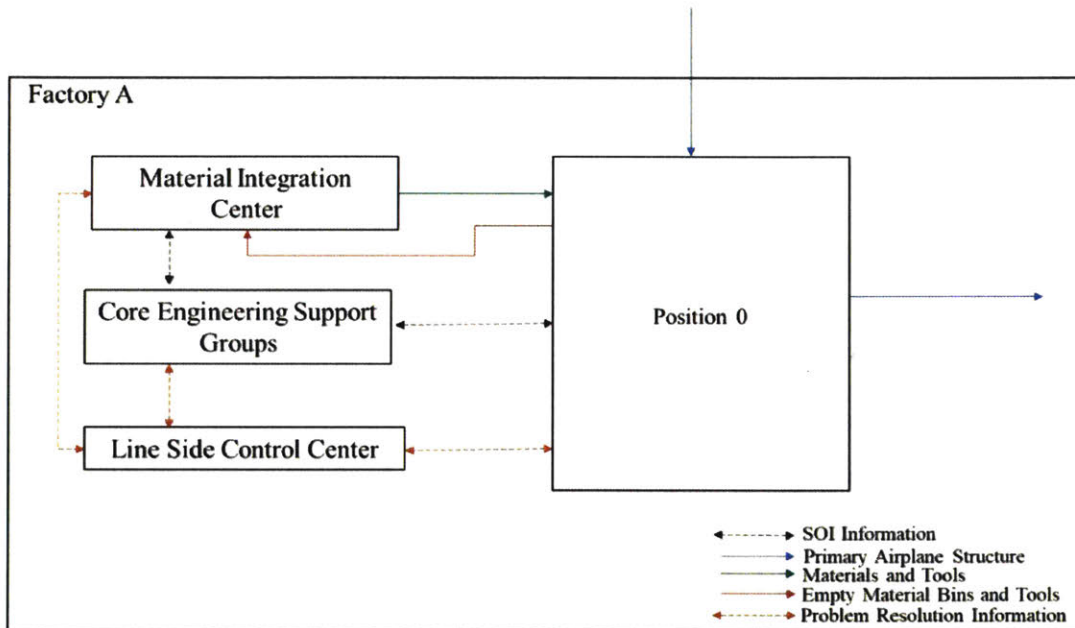 Factory A
Material Integration
Center
Core Engineering Support
Groups
Position 0
Line Side Control Center
SOI Information
Primary Airplane Structure
Materials and Tools
Empty Material Bins and Tools
Problem Resolution Information